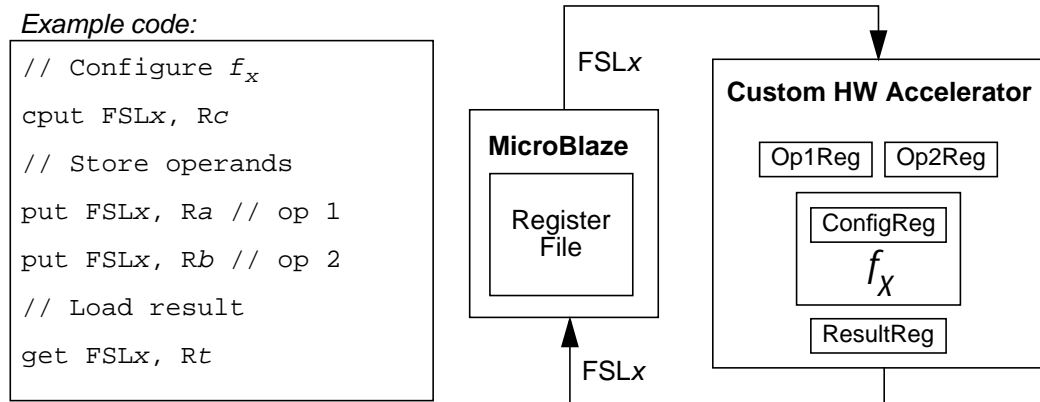 Example code:
// Configure fx
cput FSLx, Rc
// Store operands
put FSLx, Ra // op 1
put FSLx, Rb // op 2
// Load result
get FSLx, Rt
FSLx
MicroBlaze
Register
File
FSLx
Custom HW Accelerator
Op1Reg Op2Reg
ConfigReg
fx
ResultReg